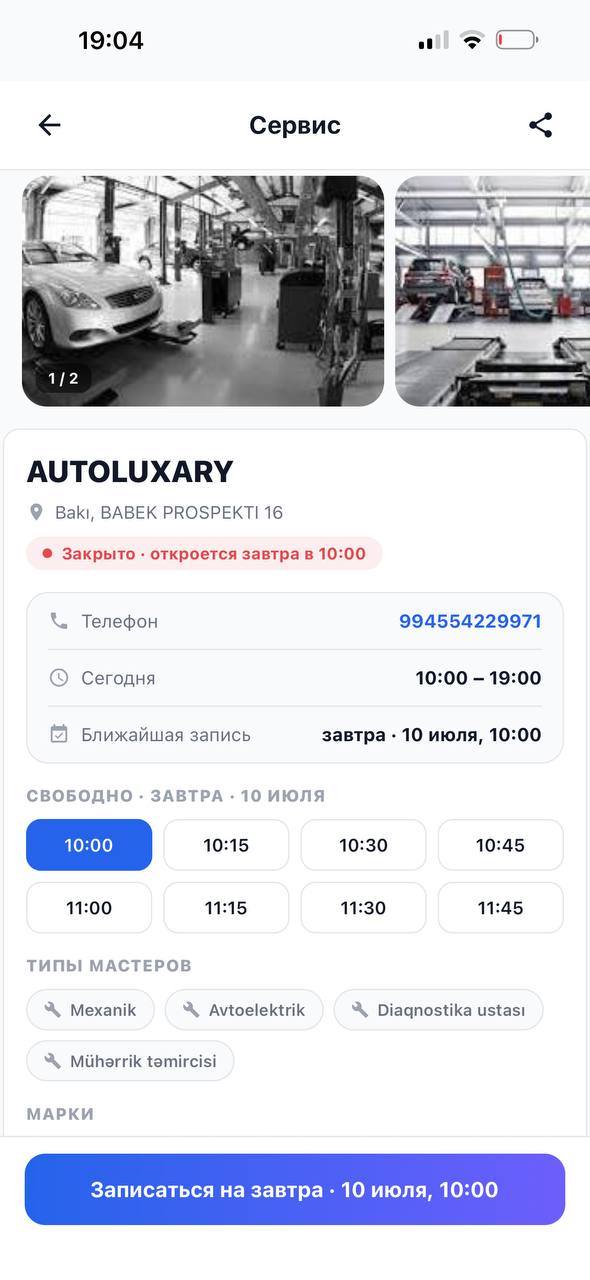 19:04
Сервис
1 / 2
AUTOLUXARY
Bakı, BABEK PROSPEKTI 16
Закрыто · откроется завтра в 10:00
Телефон 994554229971
Сегодня 10:00 – 19:00
Ближайшая запись завтра · 10 июля, 10:00
СВОБОДНО · ЗАВТРА · 10 ИЮЛЯ
10:00 10:15 10:30 10:45
11:00 11:15 11:30 11:45
ТИПЫ МАСТЕРОВ
Mexanik Avtoelektrik Diaqnostika ustası
Mühərrik təmircisi
МАРКИ
Записаться на завтра · 10 июля, 10:00